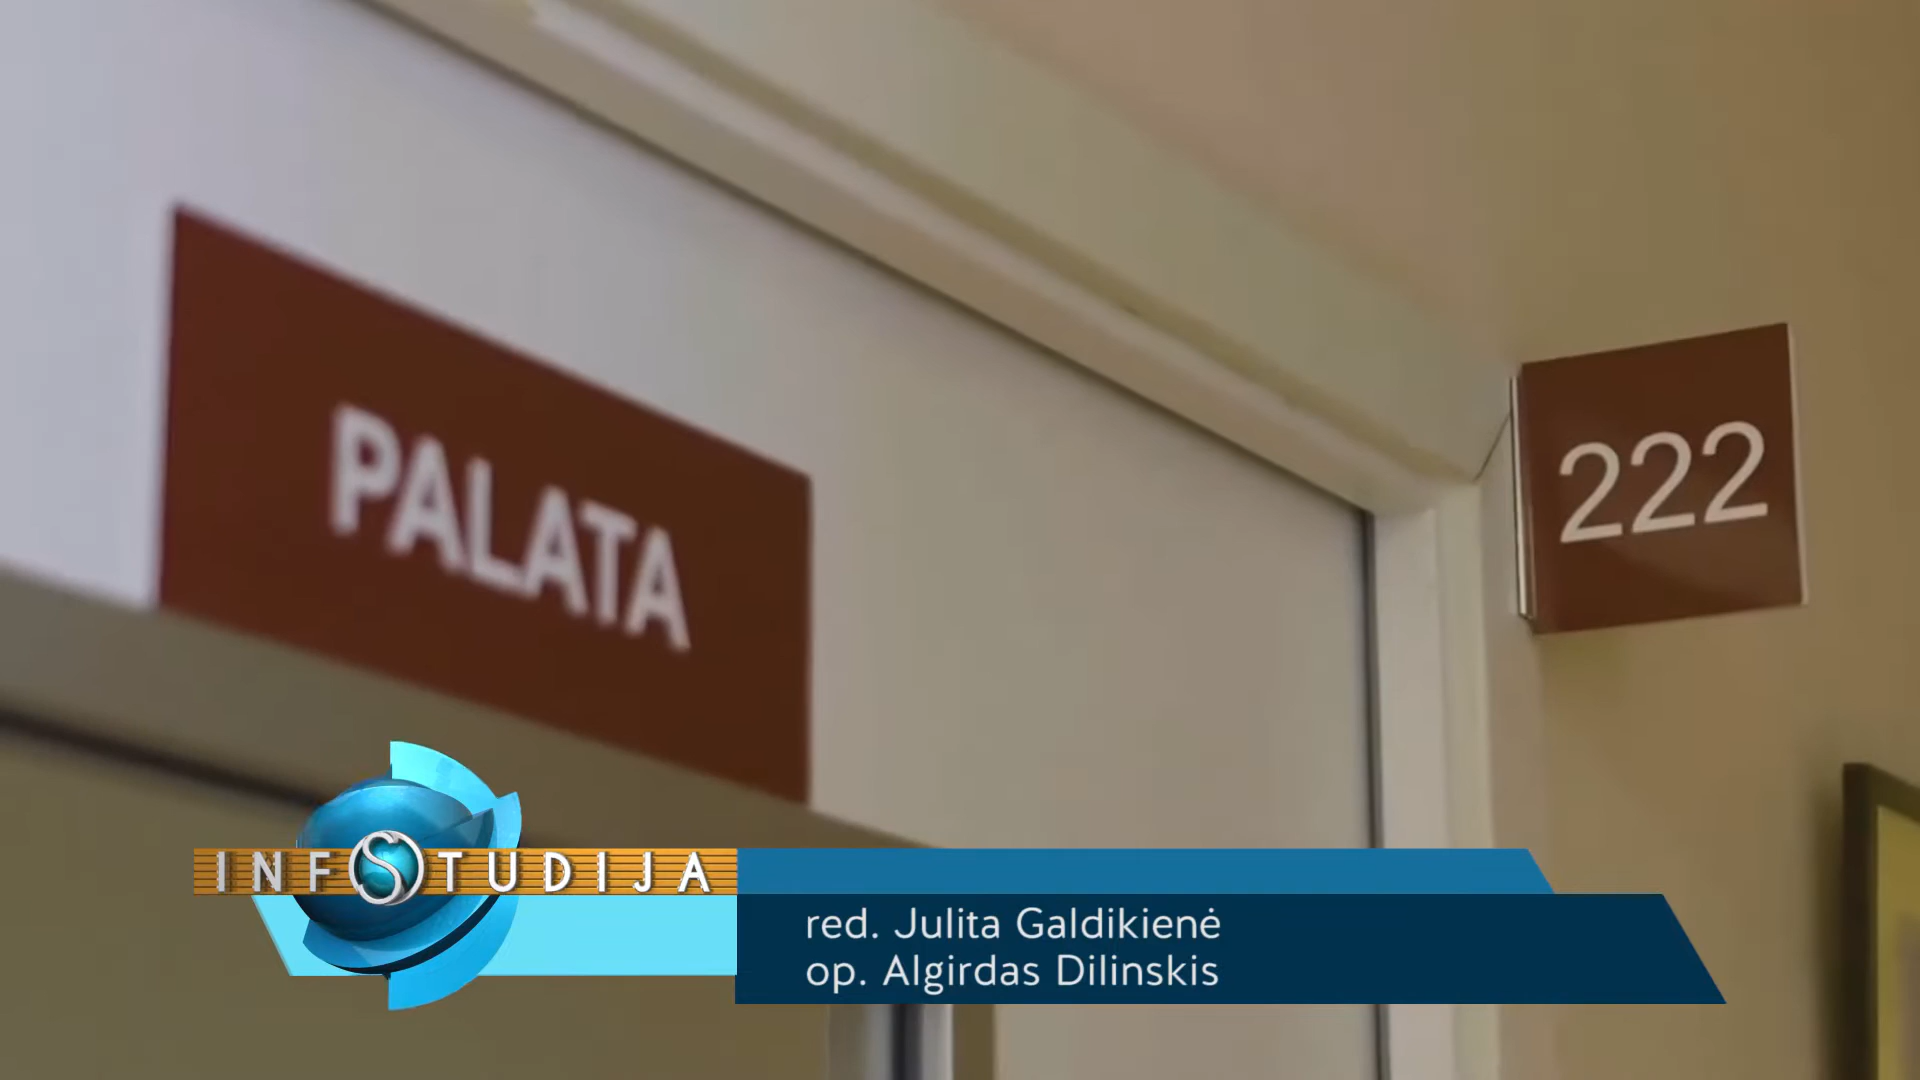 PALATA
222
INFOSTUDIJA
red. Julita Galdikienė
op. Algirdas Dilinskis